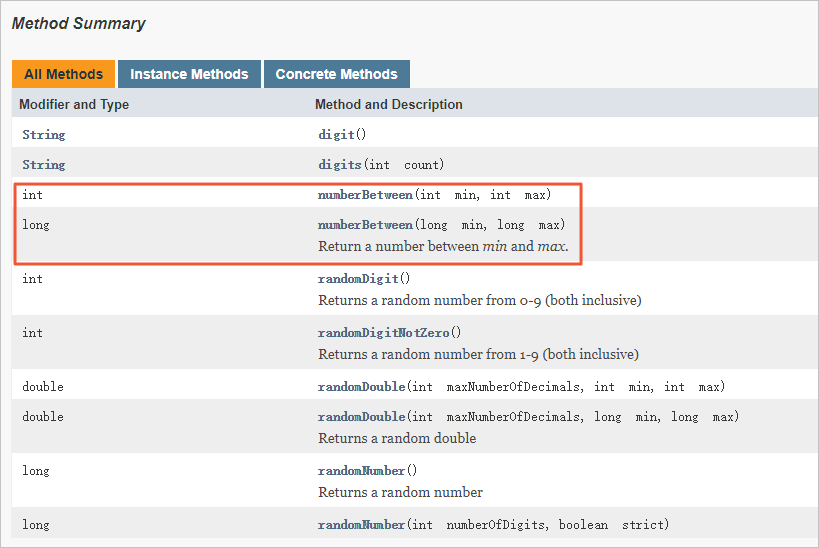 Method Summary
All Methods Instance Methods Concrete Methods
Modifier and Type Method and Description
String digit()
String digits(int count)
int numberBetween(int min, int max)
long numberBetween(long min, long max)
Return a number between min and max.
int randomDigit()
Returns a random number from 0-9 (both inclusive)
int randomDigitNotZero()
Returns a random number from 1-9 (both inclusive)
double randomDouble(int maxNumberOfDecimals, int min, int max)
double randomDouble(int maxNumberOfDecimals, long min, long max)
Returns a random double
long randomNumber()
Returns a random number
long randomNumber(int numberOfDigits, boolean strict)